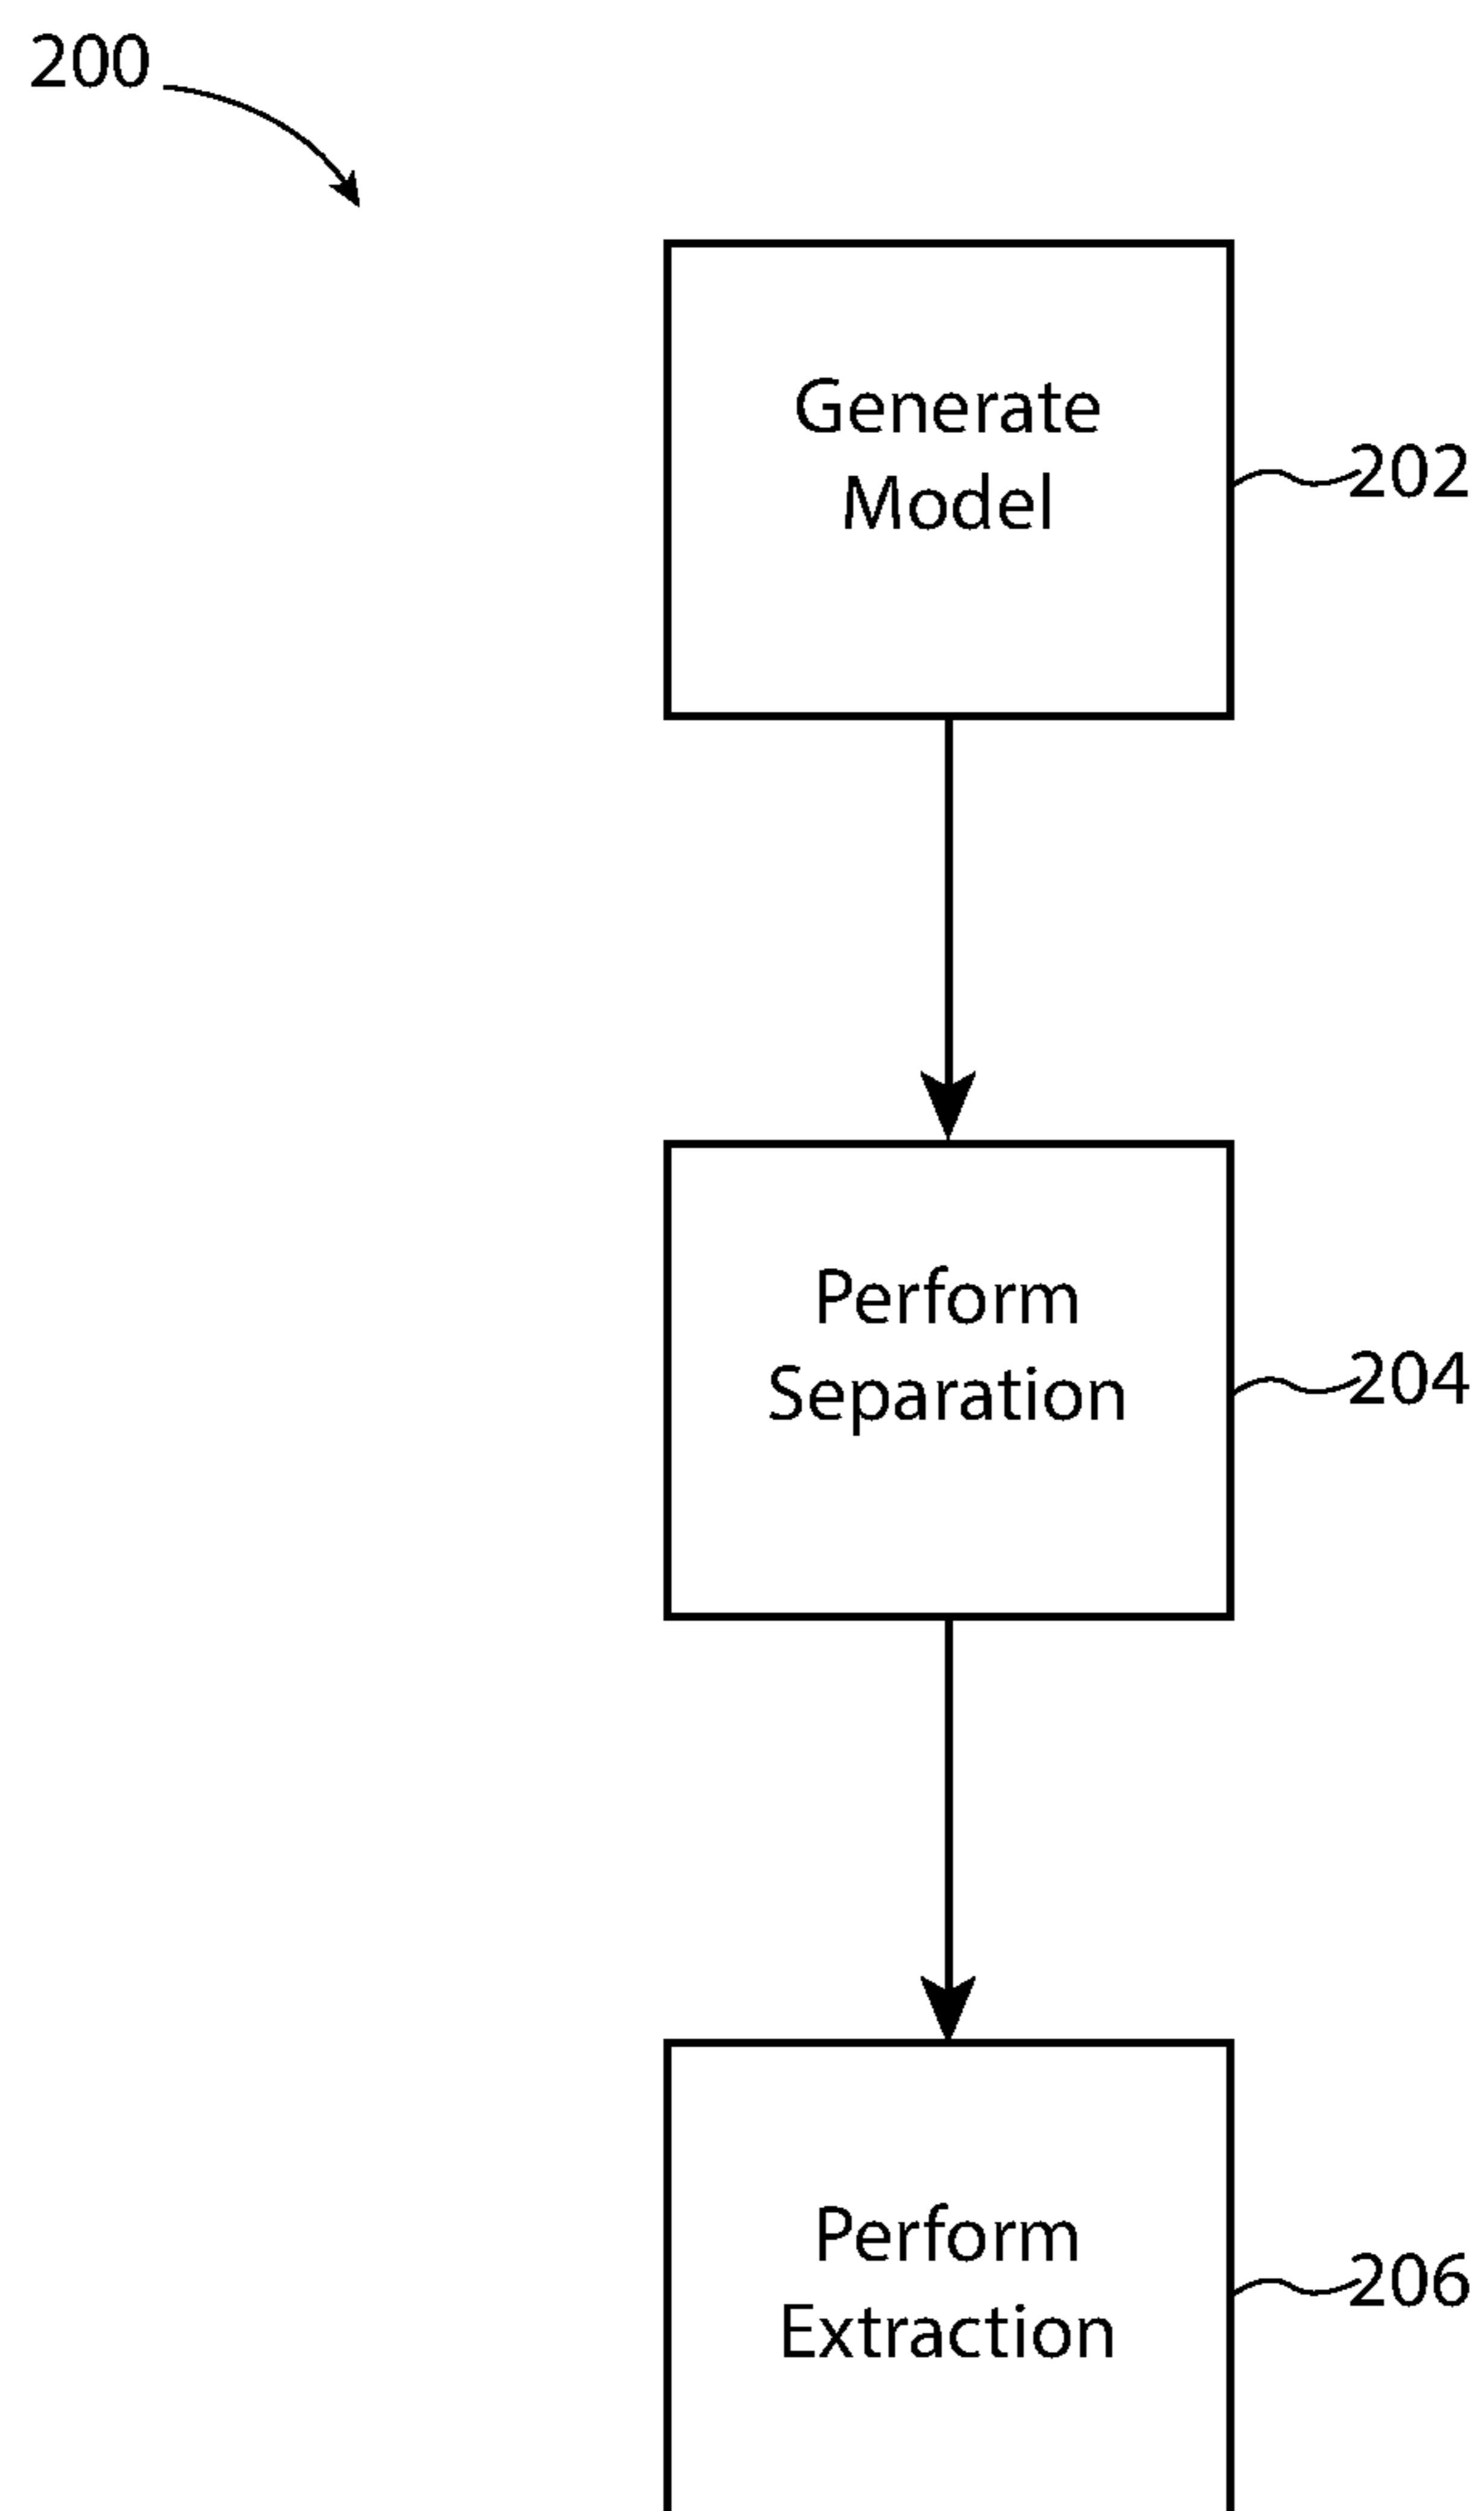 200
Generate
Model
202
Perform
Separation
204
Perform
Extraction
206